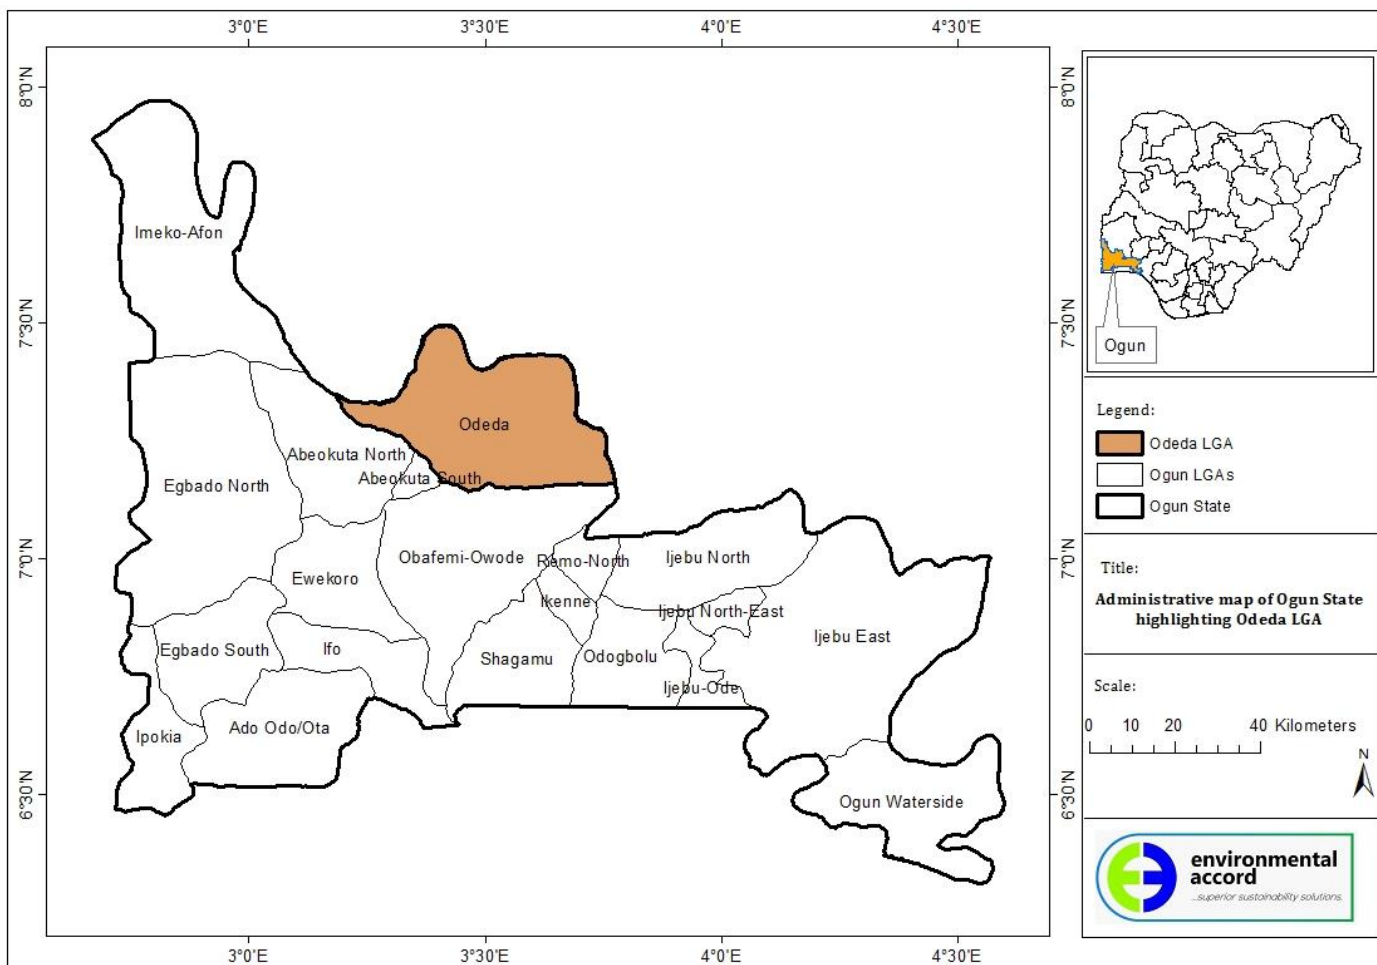 3°0'E 3°30'E 4°0'E 4°30'E
8°0'N
8°0'N
7°30'N
7°30'N
7°0'N
7°0'N
6°30'N
6°30'N
Imeko-Afon
Odeda
Abeokuta North
Abeokuta South
Egbado North
Obafemi-Owode
Remo-North
Ijebu North
Ewekoro
Ikenne
Ijebu North-East
Ijebu East
Egbado South
Ifo
Shagamu
Odogbolu
Ijebu-Ode
Ado Odo/Ota
Ipokia
Ogun Waterside
3°0'E 3°30'E 4°0'E 4°30'E
Ogun
Legend:
Odeda LGA
Ogun LGAs
Ogun State
Title:
Administrative map of Ogun State
highlighting Odeda LGA
Scale:
0 10 20 40 Kilometers
N
environmental
accord
...superior sustainability solutions.